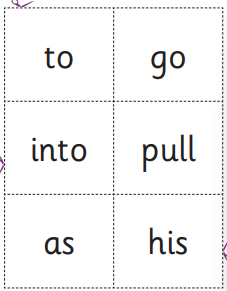 to go
into pull
as his